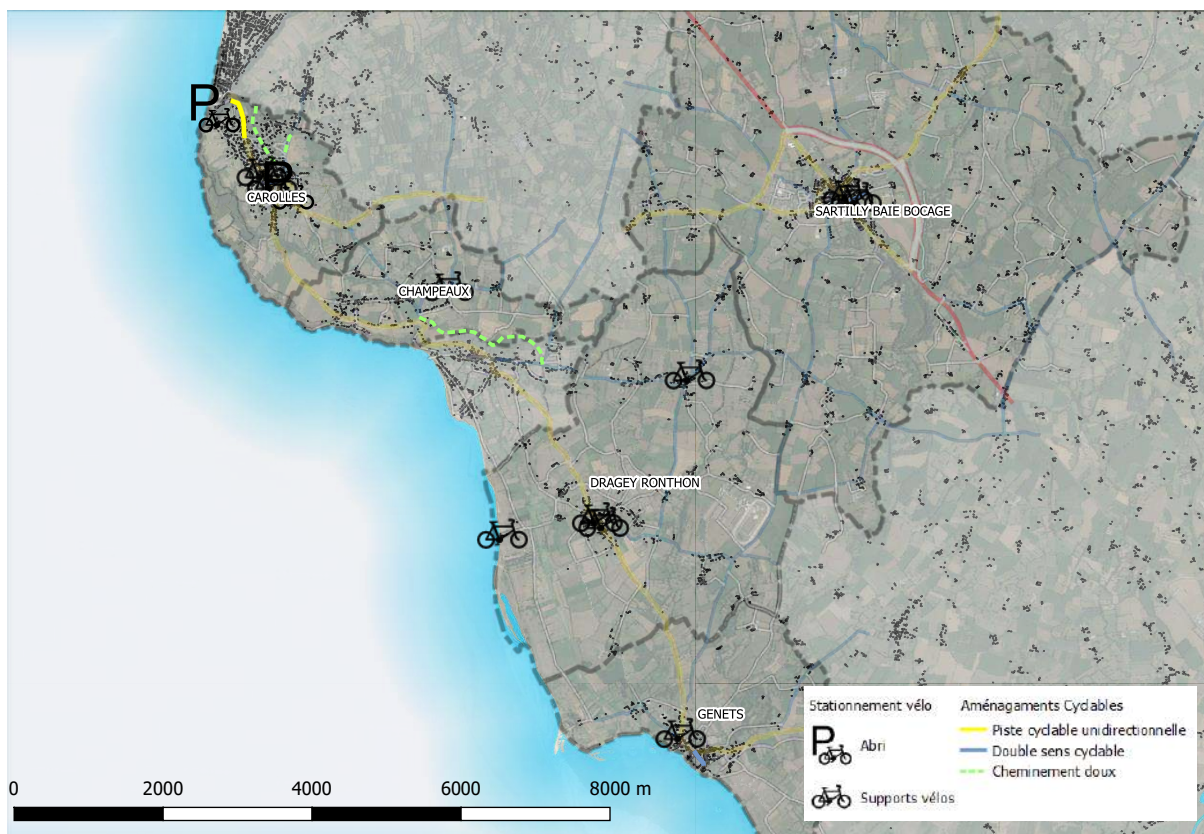 P
P
CAROLLES
SARTILLY BAIE BOCAGE
CHAMPEAUX
DRAGEY RONTHON
GENETS
Stationnement vélo
P Abri
Supports vélos
Aménagaments Cyclables
Piste cyclable unidirectionnelle
Double sens cyclable
Cheminement doux
0 2000 4000 6000 8000 m